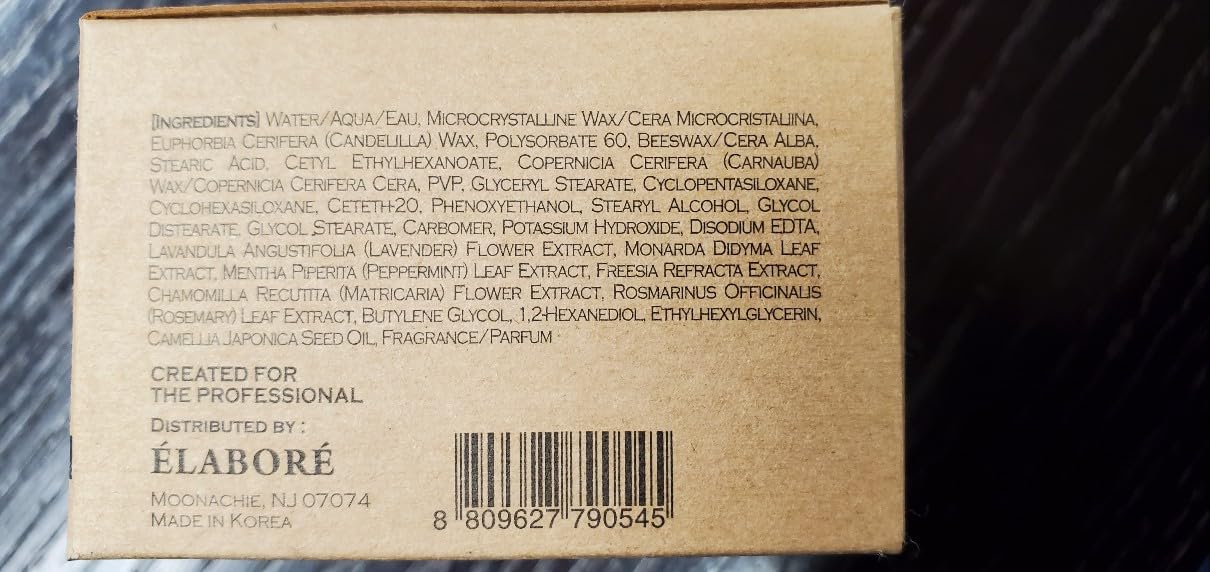 [INGREDIENTS] WATER/AQUA/EAU, MICROCRYSTALLINE WAX/CERA MICROCRISTALINA,
EUPHORBIA CERIFERA (CANDELILLA) WAX, POLYSORBATE 60, BEESWAX/CERA ALBA,
STEARIC ACID, CETYL ETHYLHEXANOATE, COPERNICIA CERIFERA (CARNAUBA)
WAX/COPERNICIA CERIFERA CERA, PVP, GLYCERYL STEARATE, CYCLOPENTASILOXANE,
CYCLOHEXASILOXANE, CETETH-20, PHENOXYETHANOL, STEARYL ALCOHOL, GLYCOL
DISTEARATE, GLYCOL STEARATE, CARBOMER, POTASSIUM HYDROXIDE, DISODIUM EDTA,
LAVANDULA ANGUSTIFOLIA (LAVENDER) FLOWER EXTRACT, MONARDA DIDYMA LEAF
EXTRACT, MENTHA PIPERITA (PEPPERMINT) LEAF EXTRACT, FREESIA REFRACTA EXTRACT,
CHAMOMILLA RECUTITA (MATRICARIA) FLOWER EXTRACT, ROSMARINUS OFFICINALIS
(ROSEMARY) LEAF EXTRACT, BUTYLENE GLYCOL, 1,2-HEXANEDIOL, ETHYLHEXYLGLYCERIN,
CAMELLIA JAPONICA SEED OIL, FRAGRANCE/PARFUM
CREATED FOR
THE PROFESSIONAL
DISTRIBUTED BY :
ÉLABORÉ
MOONACHIE, NJ 07074
MADE IN KOREA
8 809627 790545